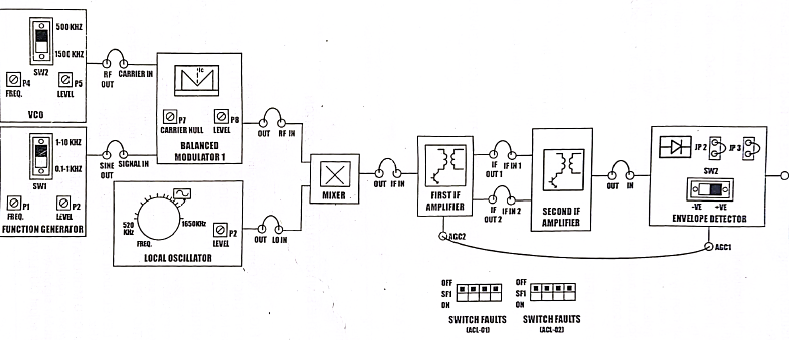 500 KHZ
1500 KHZ
SW2
P4
FREQ.
P5
LEVEL
VCO
RF OUT
CARRIER IN
1-10 KHZ
0.1-1 KHZ
SW1
P1
FREQ.
P2
LEVEL
FUNCTION GENERATOR
SINE OUT
SIGNAL IN
P7
CARRIER NULL
P8
LEVEL
BALANCED
MODULATOR 1
OUT
RF IN
520 KHz
1650KHz
FREQ.
P2
LEVEL
LOCAL OSCILLATOR
OUT
LO IN
MIXER
OUT
IF IN
FIRST IF
AMPLIFIER
IF OUT 1
IF IN 1
IF OUT 2
IF IN 2
SECOND IF
AMPLIFIER
OUT
IN
JP 2
JP 3
SW2
-VE
+VE
ENVELOPE DETECTOR
AGC2
AGC1
OFF
SF1
ON
SWITCH FAULTS
(ACL-01)
OFF
SF1
ON
SWITCH FAULTS
(ACL-02)